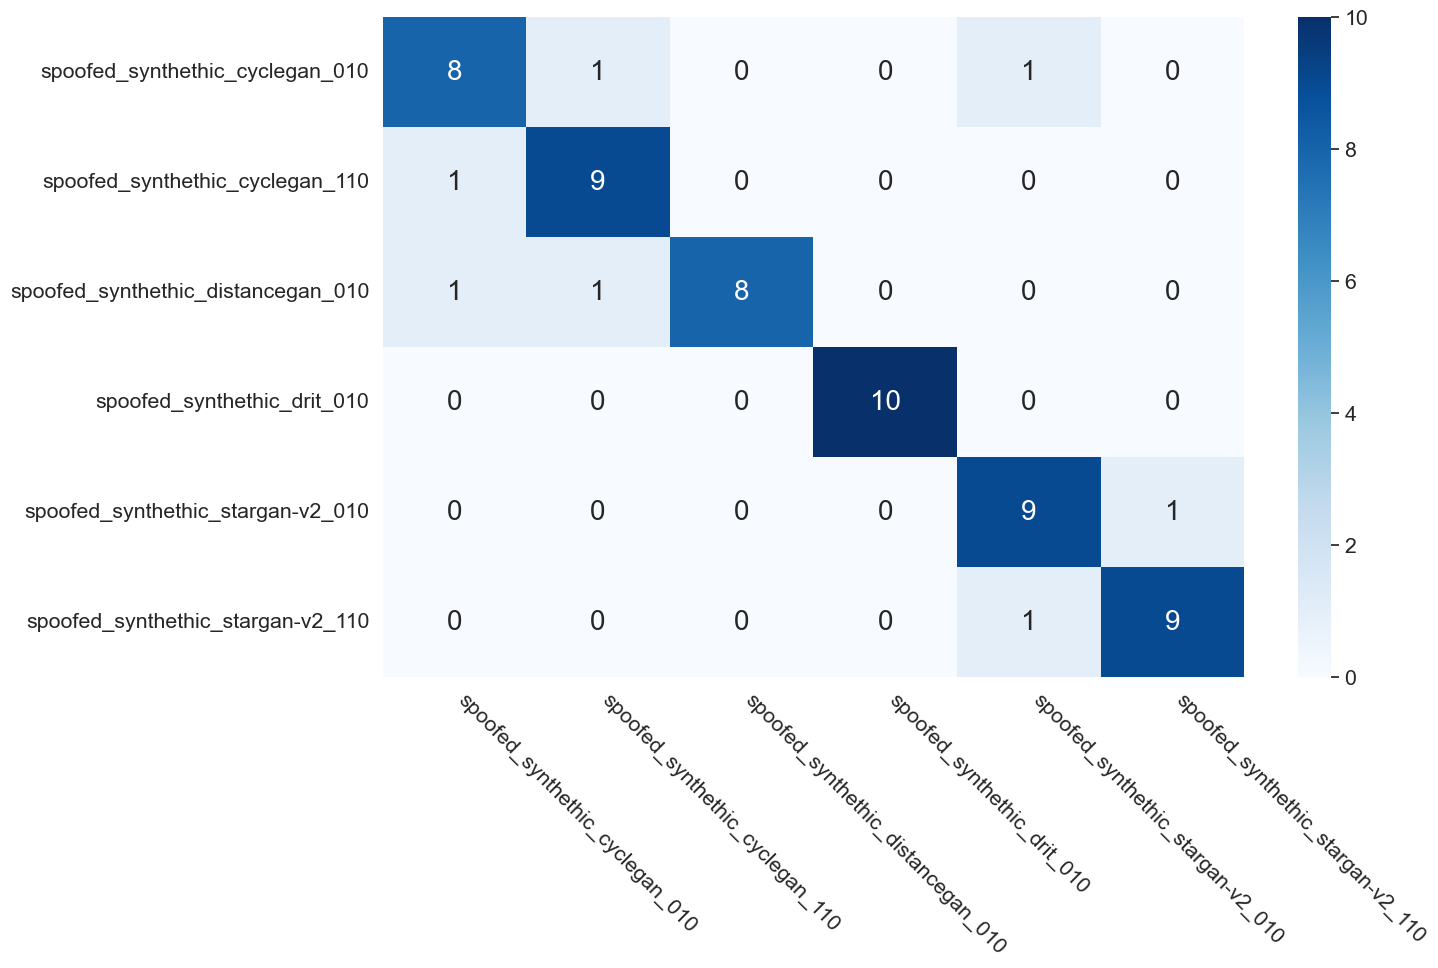 spoofed_synthethic_cyclegan_010 8 1 0 0 1 0
spoofed_synthethic_cyclegan_110 1 9 0 0 0 0
spoofed_synthethic_distancegan_010 1 1 8 0 0 0
spoofed_synthethic_drit_010 0 0 0 10 0 0
spoofed_synthethic_stargan-v2_010 0 0 0 0 9 1
spoofed_synthethic_stargan-v2_110 0 0 0 0 1 9
spoofed_synthethic_cyclegan_010
spoofed_synthethic_cyclegan_110
spoofed_synthethic_distancegan_010
spoofed_synthethic_drit_010
spoofed_synthethic_stargan-v2_010
spoofed_synthethic_stargan-v2_110
10
8
6
4
2
0